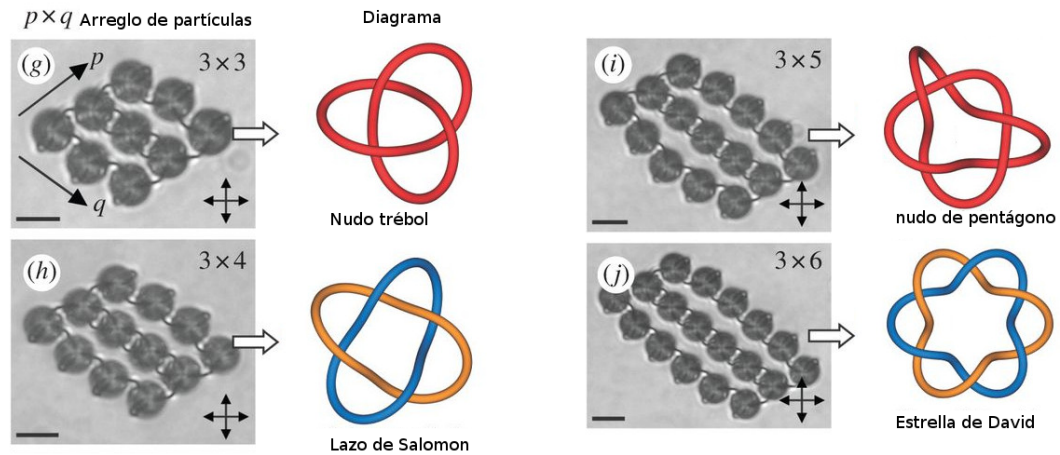 p×q Arreglo de partículas
Diagrama
(g)
p
3×3
q
Nudo trébol
(i)
3×5
nudo de pentágono
(h)
3×4
Lazo de Salomon
(j)
3×6
Estrella de David